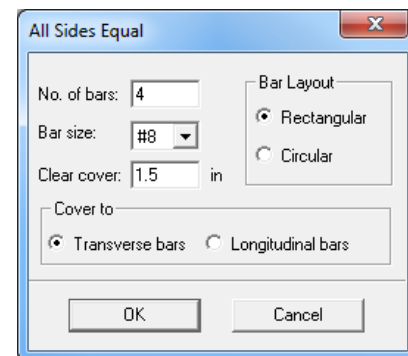 All Sides Equal
No. of bars: 4
Bar size: #8
Clear cover: 1.5 in
Bar Layout
Rectangular
Circular
Cover to
Transverse bars Longitudinal bars
OK Cancel